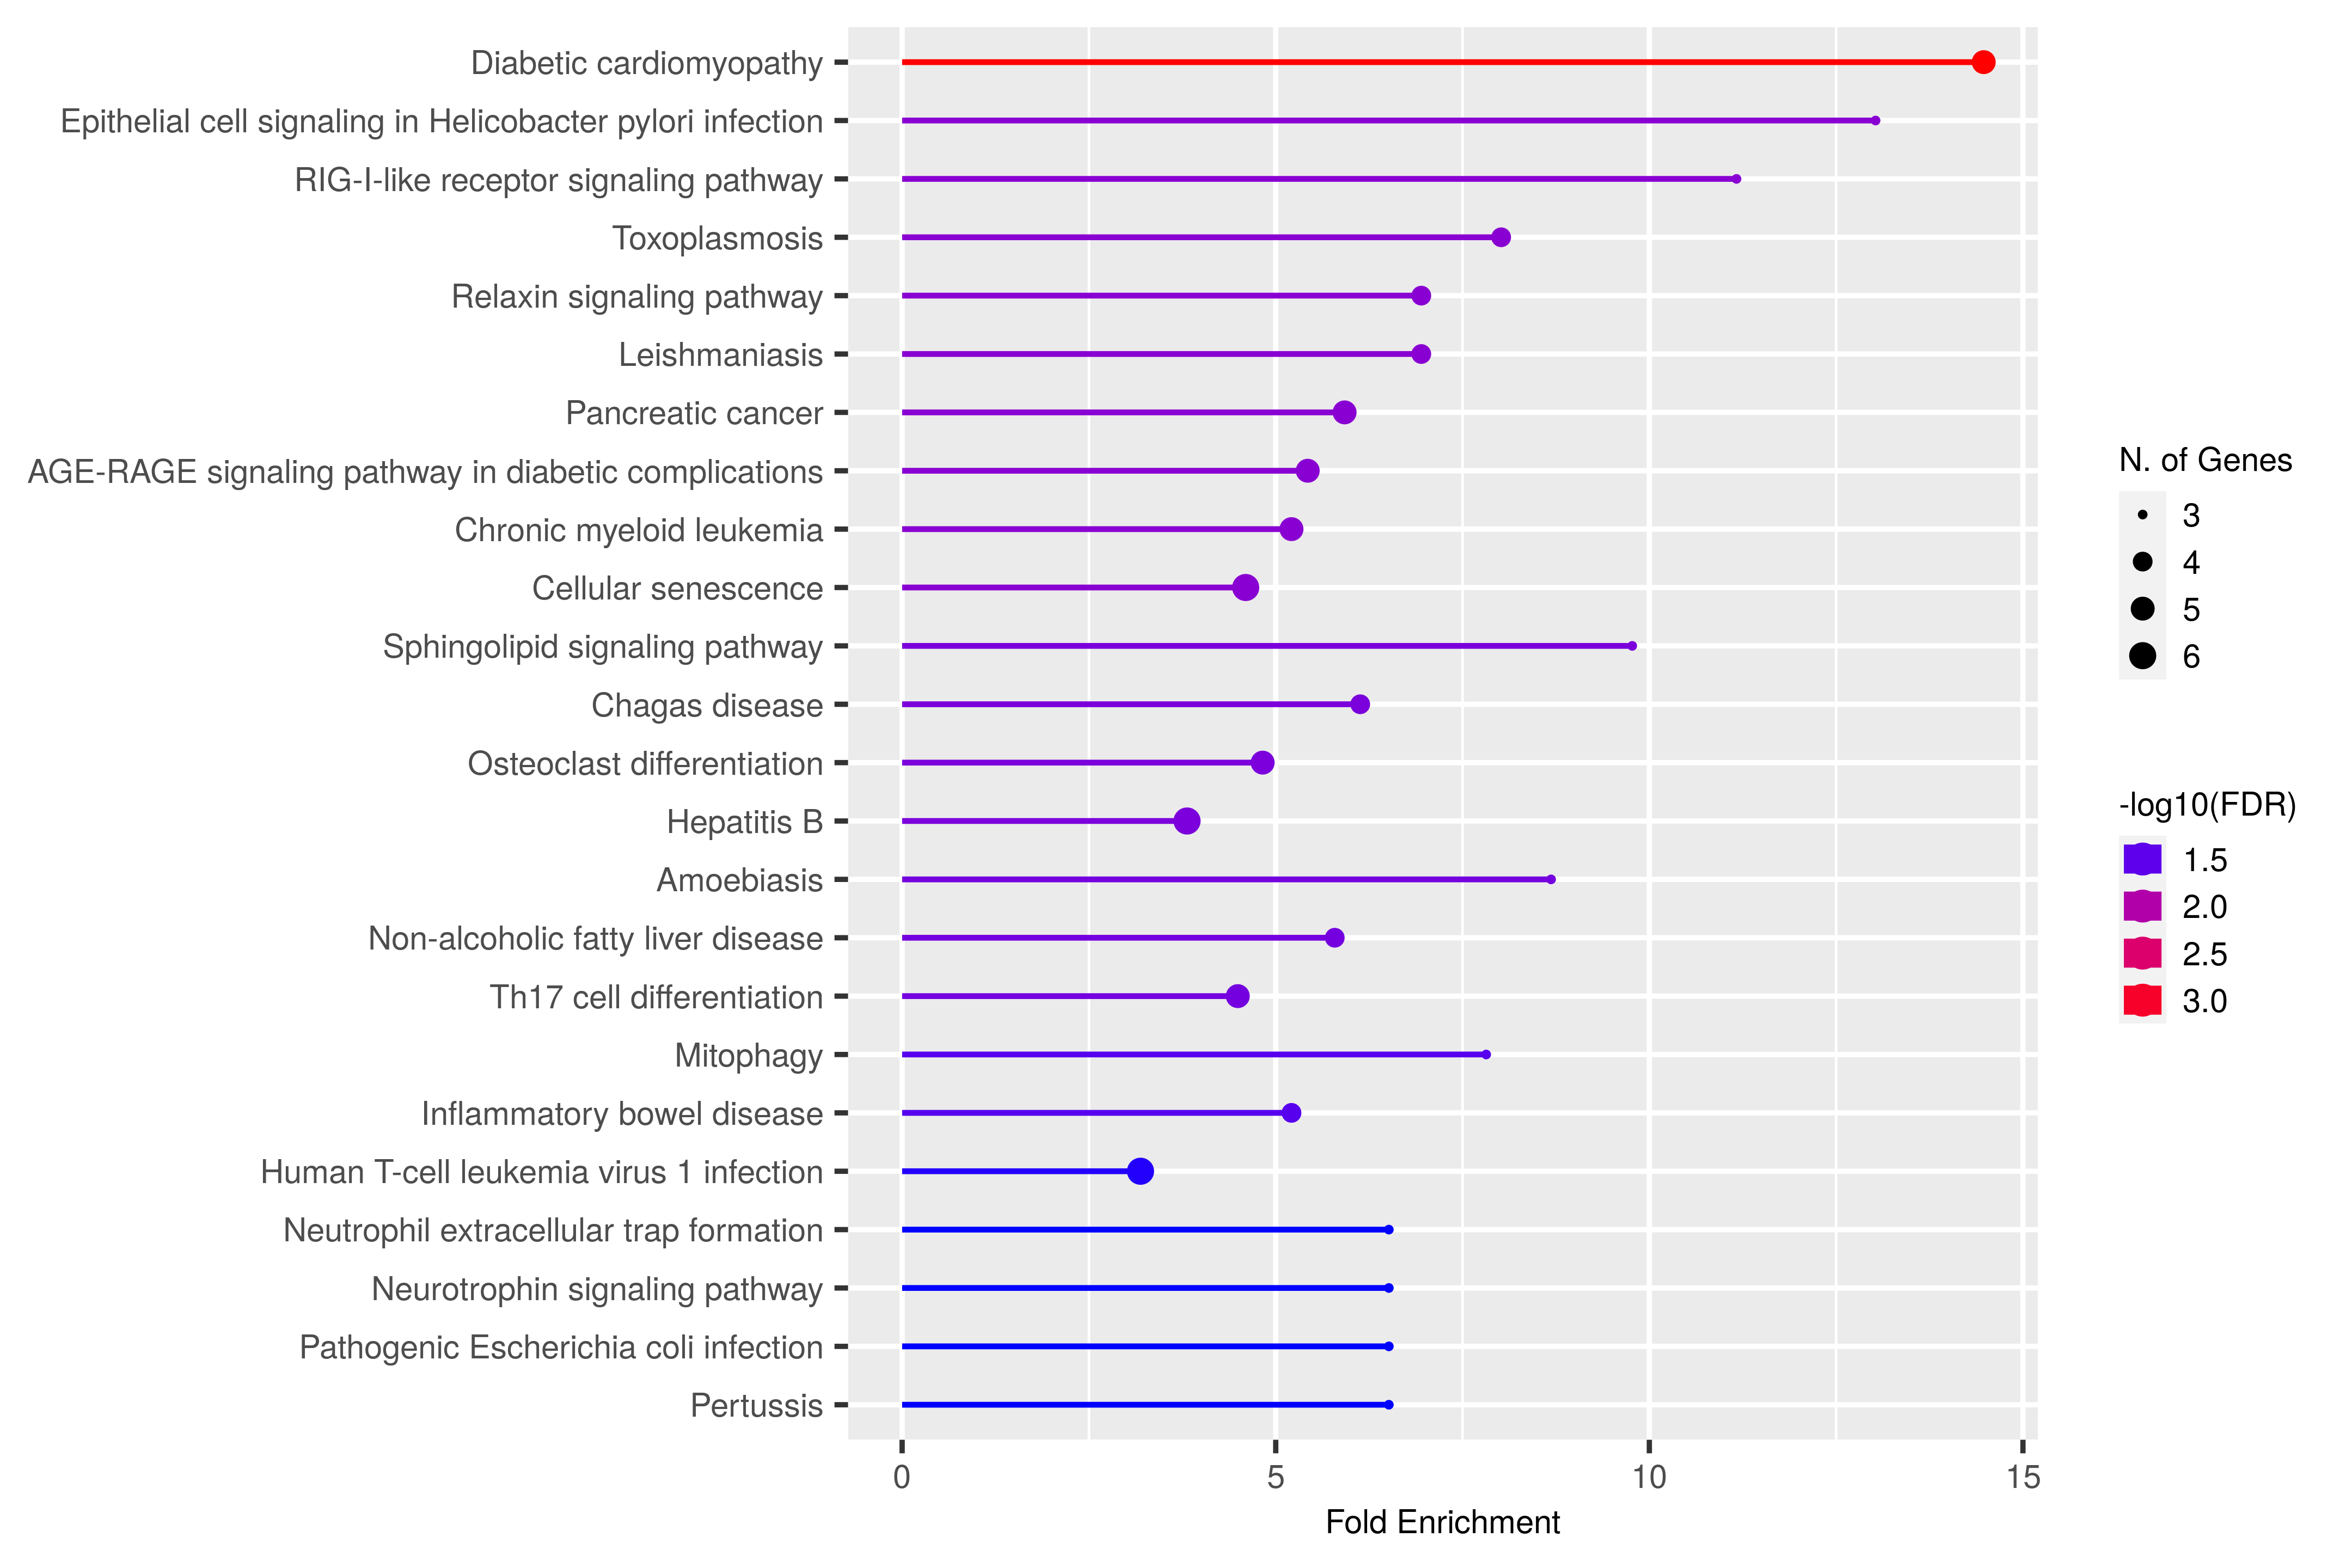 Diabetic cardiomyopathy
Epithelial cell signaling in Helicobacter pylori infection
RIG-I-like receptor signaling pathway
Toxoplasmosis
Relaxin signaling pathway
Leishmaniasis
Pancreatic cancer
AGE-RAGE signaling pathway in diabetic complications
Chronic myeloid leukemia
Cellular senescence
Sphingolipid signaling pathway
Chagas disease
Osteoclast differentiation
Hepatitis B
Amoebiasis
Non-alcoholic fatty liver disease
Th17 cell differentiation
Mitophagy
Inflammatory bowel disease
Human T-cell leukemia virus 1 infection
Neutrophil extracellular trap formation
Neurotrophin signaling pathway
Pathogenic Escherichia coli infection
Pertussis
0 5 10 15
Fold Enrichment
N. of Genes
3
4
5
6
-log10(FDR)
1.5
2.0
2.5
3.0